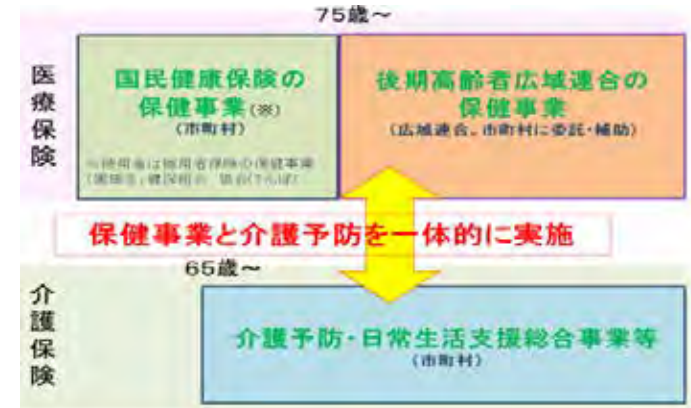 75歳～
医療保険
国民健康保険の
保健事業(※)
(市町村)
後期高齢者広域連合の
保健事業
(広域連合。市町村に委託・補助)
保健事業と介護予防を一体的に実施
65歳～
介護保険
介護予防・日常生活支援総合事業等
(市町村)